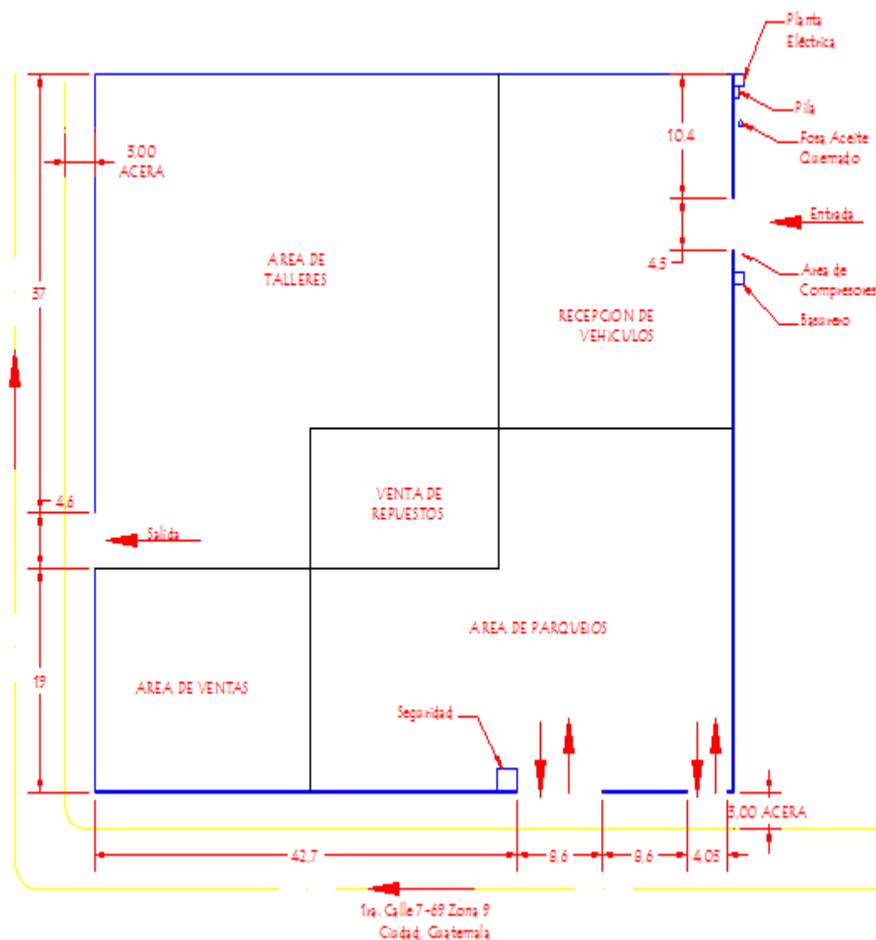 Planta
Eléctrica
Pila
10,4
Fosa Aceite
Quemado
3,00
ACERA
Entrada
AREA DE
TALLERES
4,5
Area de
Compresores
37
RECEPCION DE
VEHICULOS
Basurero
VENTA DE
REPUESTOS
4,6
Salida
AREA DE PARQUEOS
19
AREA DE VENTAS
Seguridad
3,00 ACERA
42,7
8,6
8,6
4,05
1ra. Calle 7-69 Zona 9
Ciudad, Guatemala